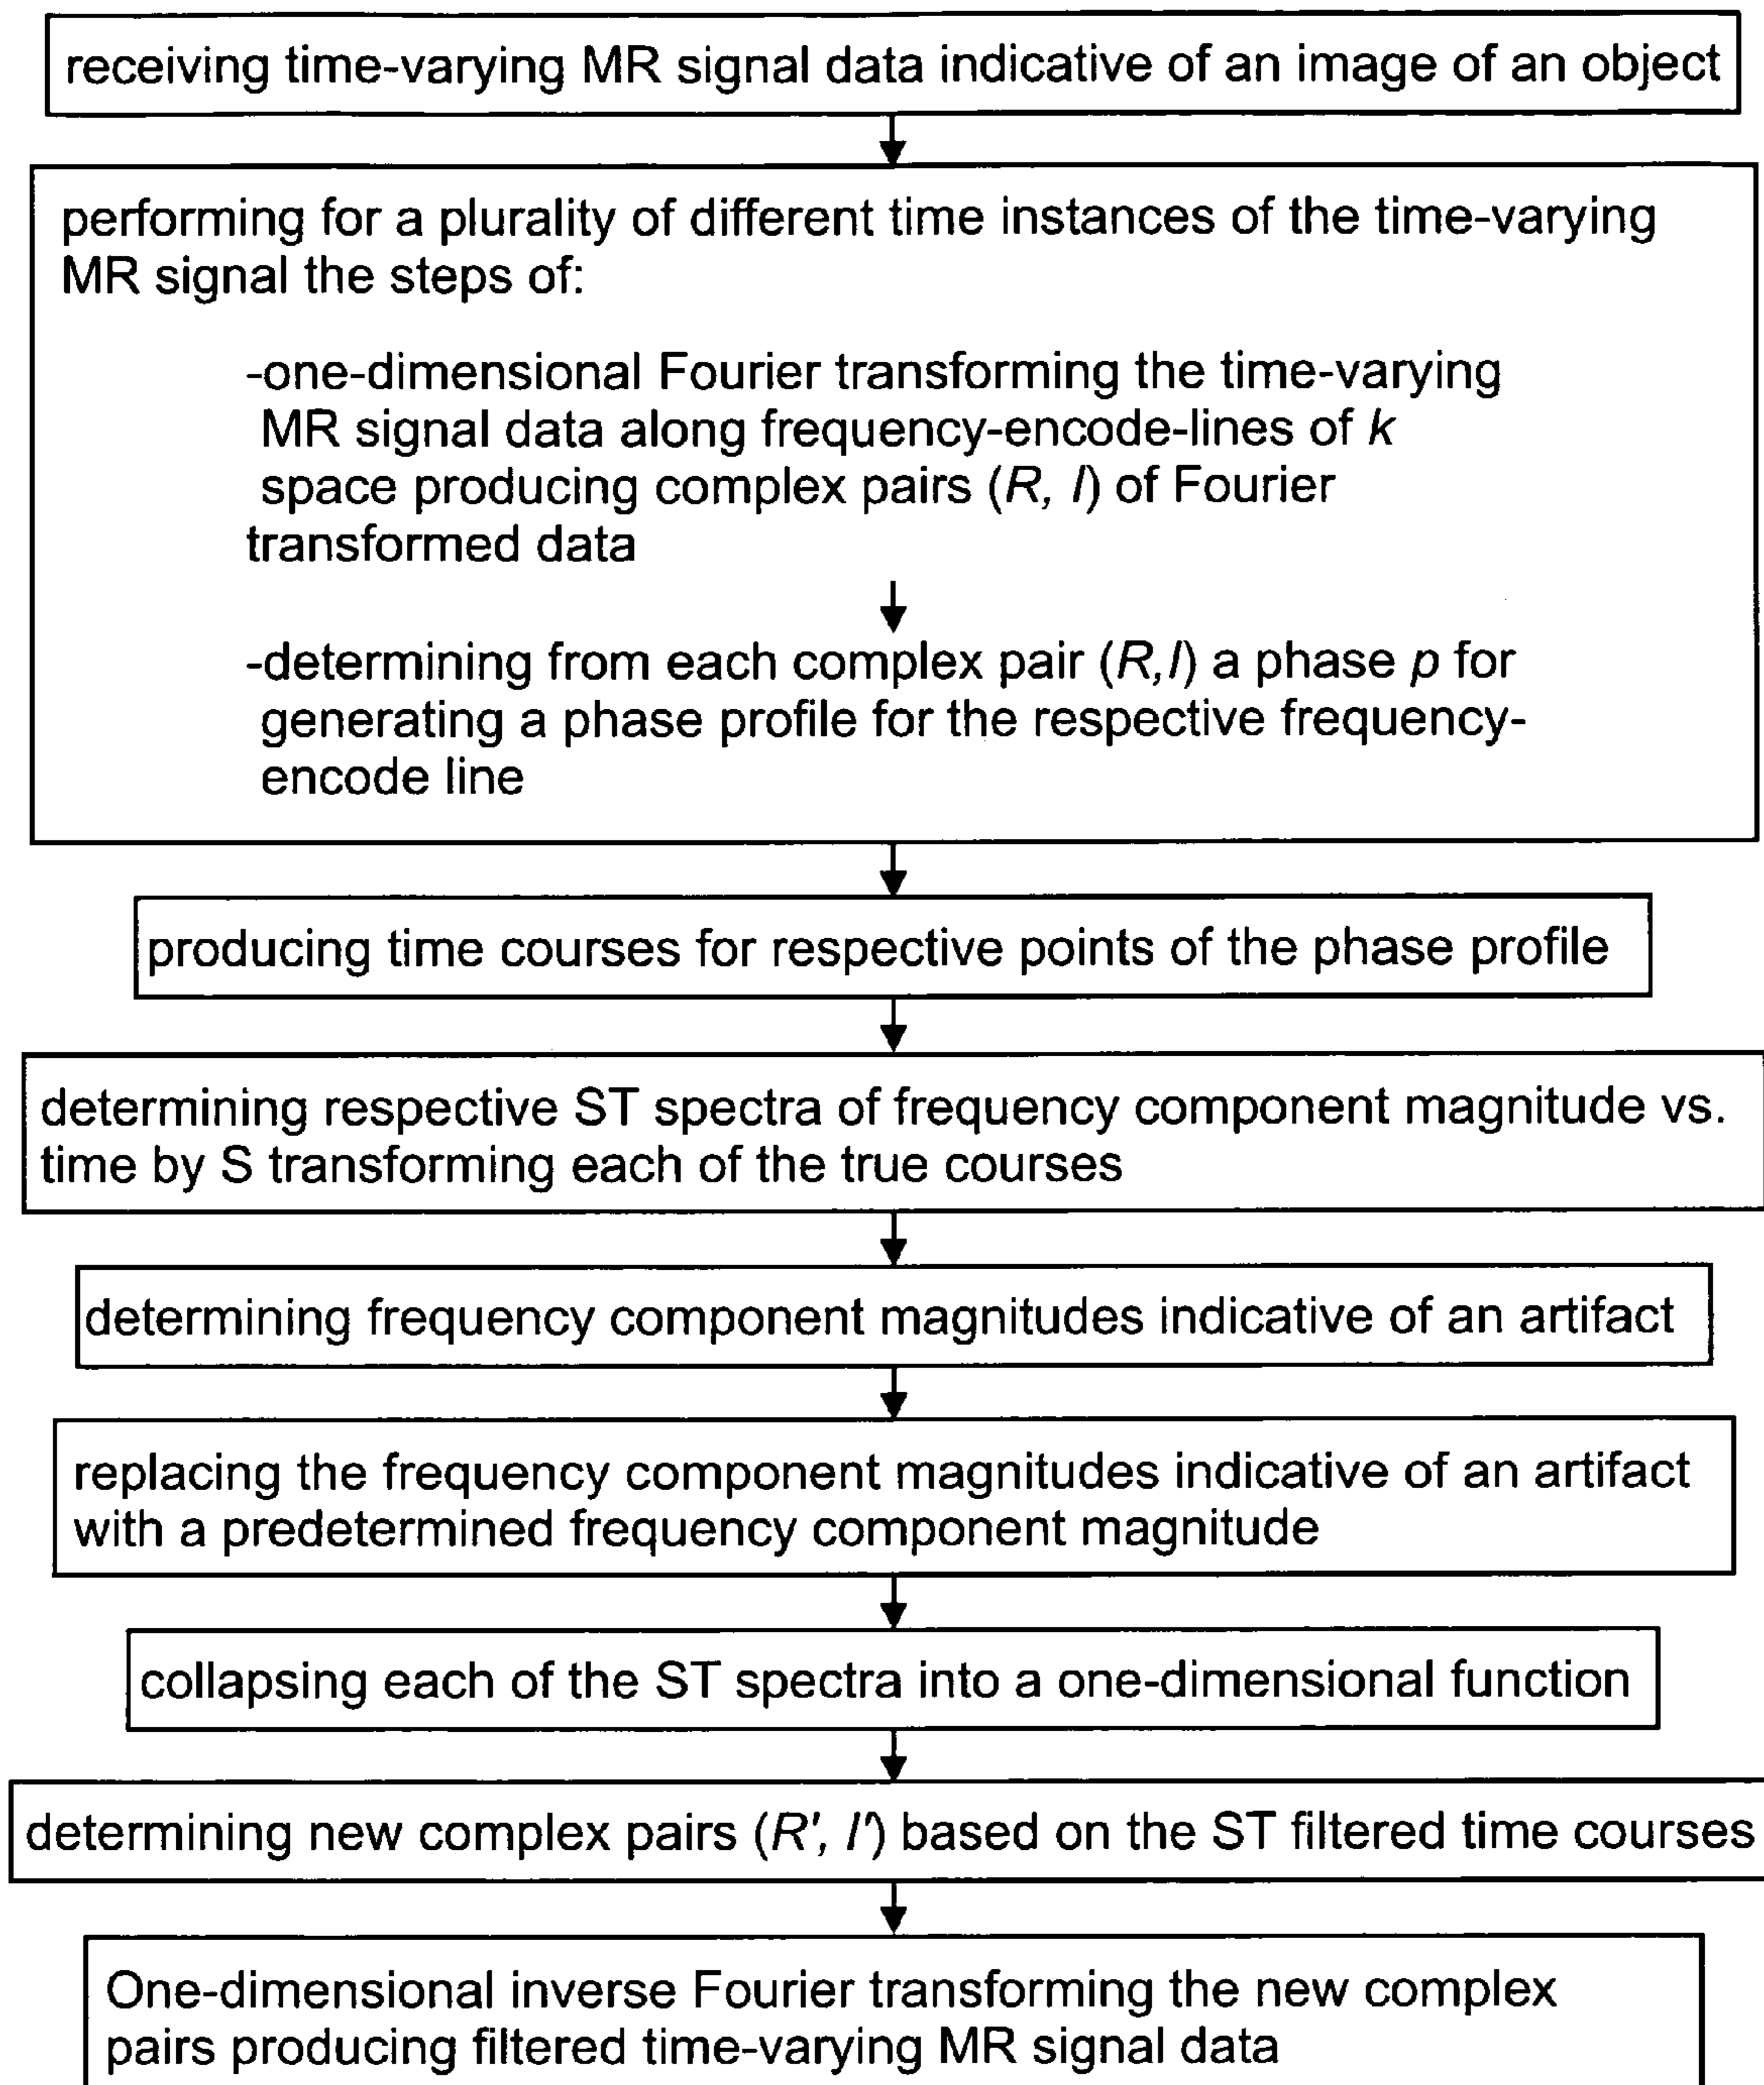 receiving time-varying MR signal data indicative of an image of an object
performing for a plurality of different time instances of the time-varying
MR signal the steps of:
-one-dimensional Fourier transforming the time-varying
MR signal data along frequency-encode-lines of k
space producing complex pairs (R, I) of Fourier
transformed data
-determining from each complex pair (R,I) a phase p for
generating a phase profile for the respective frequency-
encode line
producing time courses for respective points of the phase profile
determining respective ST spectra of frequency component magnitude vs.
time by S transforming each of the true courses
determining frequency component magnitudes indicative of an artifact
replacing the frequency component magnitudes indicative of an artifact
with a predetermined frequency component magnitude
collapsing each of the ST spectra into a one-dimensional function
determining new complex pairs (R', I') based on the ST filtered time courses
One-dimensional inverse Fourier transforming the new complex
pairs producing filtered time-varying MR signal data